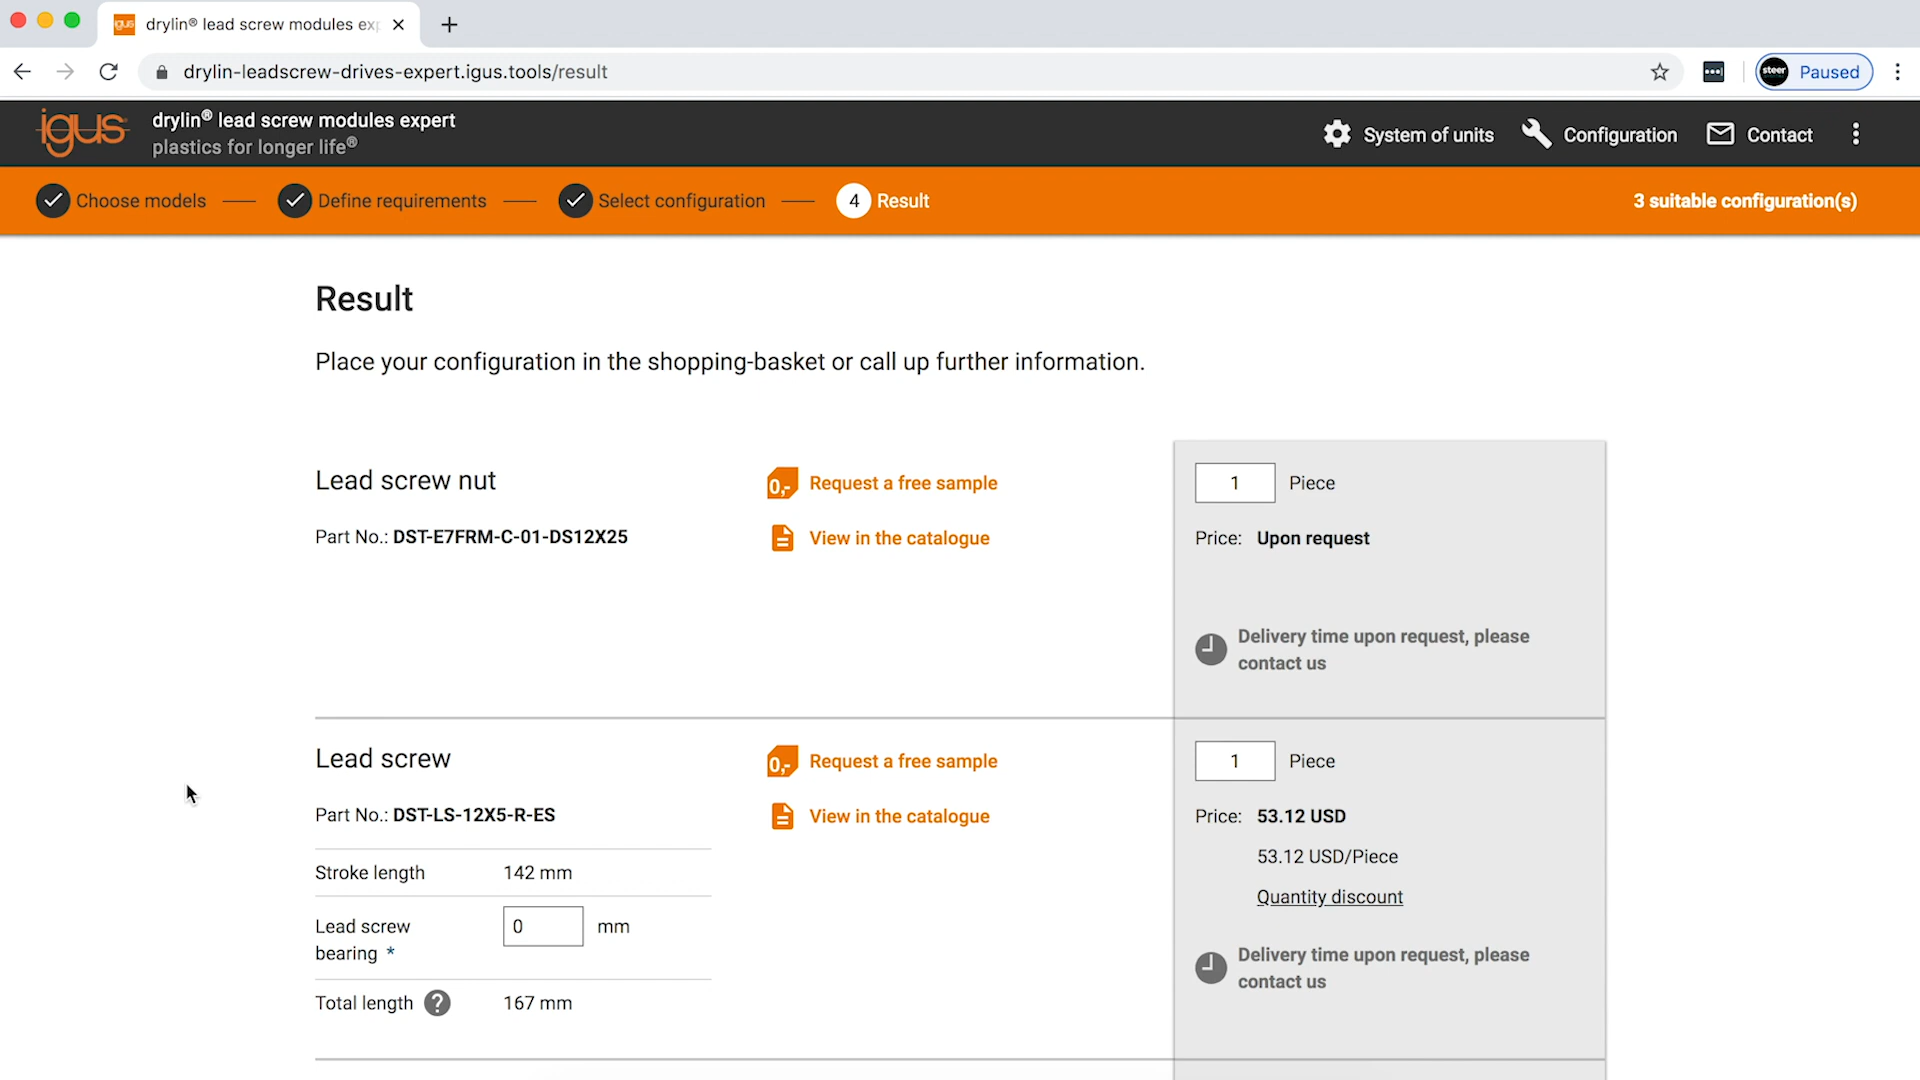 igus
drylin® lead screw modules exp
drylin-leadscrew-drives-expert.igus.tools/result
steer
Paused
igus
drylin® lead screw modules expert
plastics for longer life®
System of units
Configuration
Contact
Choose models
Define requirements
Select configuration
4
Result
3 suitable configuration(s)
Result
Place your configuration in the shopping-basket or call up further information.
Lead screw nut
0,- Request a free sample
1
Piece
Part No.: DST-E7FRM-C-01-DS12X25
View in the catalogue
Price: Upon request
Delivery time upon request, please
contact us
Lead screw
0,- Request a free sample
1
Piece
Part No.: DST-LS-12X5-R-ES
View in the catalogue
Price: 53.12 USD
53.12 USD/Piece
Stroke length 142 mm
Quantity discount
Lead screw
bearing *
0
mm
Delivery time upon request, please
contact us
Total length ? 167 mm